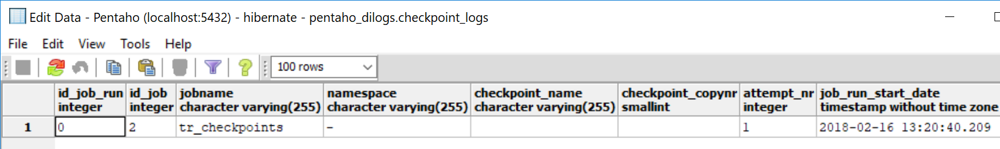 Edit Data - Pentaho (localhost:5432) - hibernate - pentaho_dilogs.checkpoint_logs
File Edit View Tools Help
100 rows
id_job_run id_job jobname namespace checkpoint_name checkpoint_copynr attempt_nr job_run_start_date
integer integer character varying(255) character varying(255) character varying(255) smallint integer timestamp without time zone
1 0 2 tr_checkpoints - 1 2018-02-16 13:20:40.209